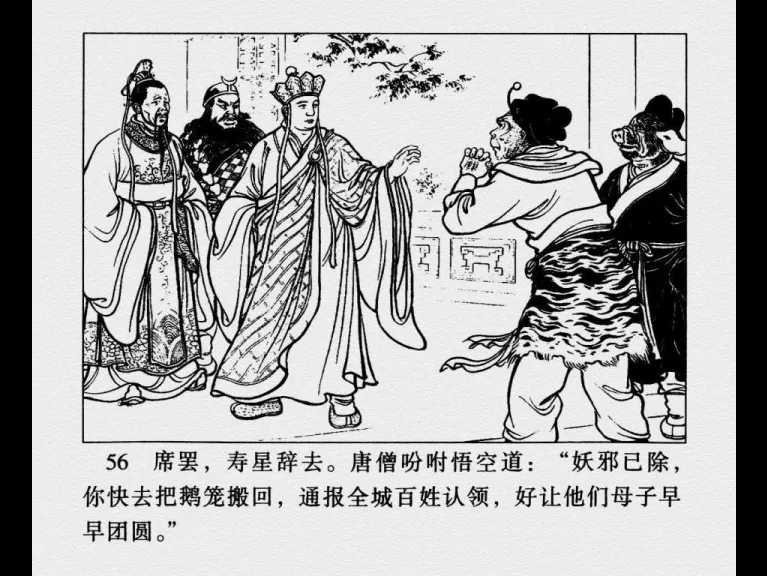 56 席罢，寿星辞去。唐僧吩咐悟空道：“妖邪已除，
你快去把鹅笼搬回，通报全城百姓认领，好让他们母子早
早团圆。”